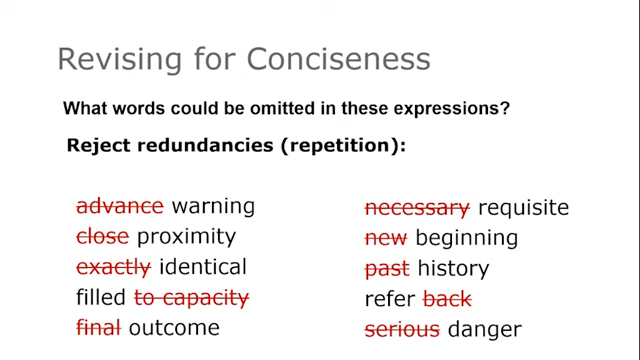 Revising for Conciseness
What words could be omitted in these expressions?
Reject redundancies (repetition):
advance warning
close proximity
exactly identical
filled to capacity
final outcome
necessary requisite
new beginning
past history
refer back
serious danger